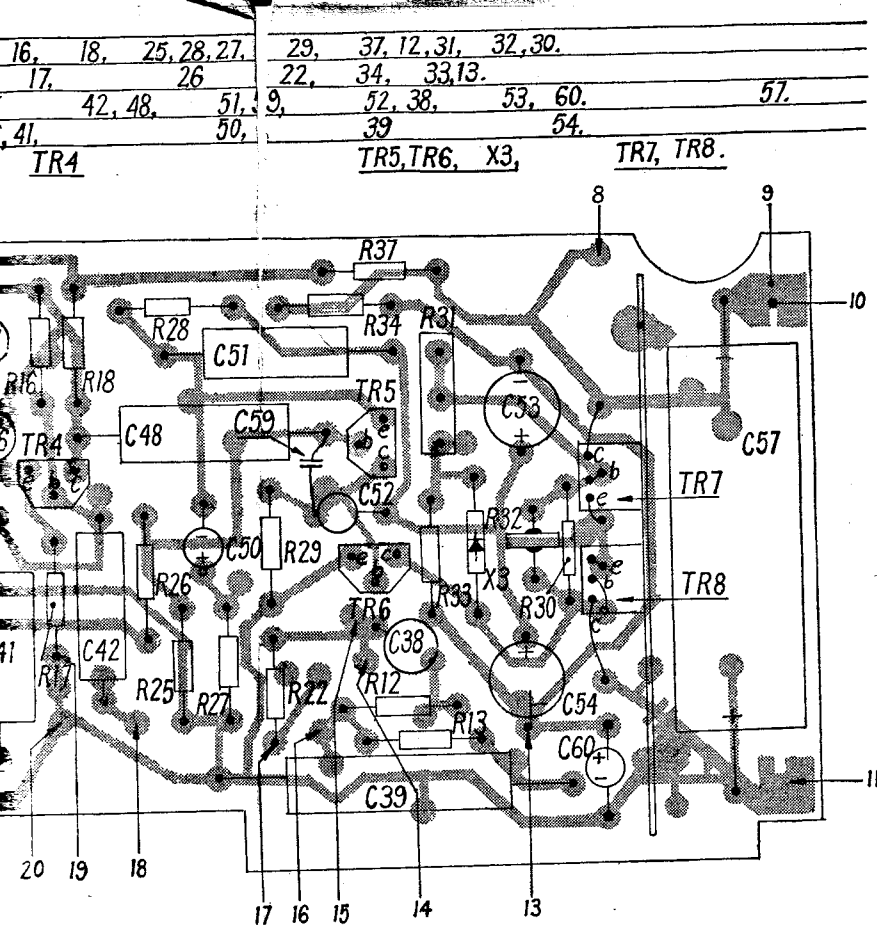 16, 18, 25, 28, 27, 29, 37, 12, 31, 32, 30.
17, 26 22, 34, 33, 13.
42, 48, 51, 59, 52, 38, 53, 60. 57.
41, 50, 39 54.
TR4 TR5, TR6, X3, TR7, TR8.
8 9
R37
10
R28 R34 R31
C51
R16 R18 TR5 C53
C48 C59 e
TR4 b C57
e b c c c b
TR7
e
C52
C50 R29 R32
e c b e
R26 X3 b
R33 R30 TR8
TR6 c
41 C42 C38
R17 R25 R27 R22 R12 C54
R13
C60
C39 11
20 19 18
17 16 15 14 13